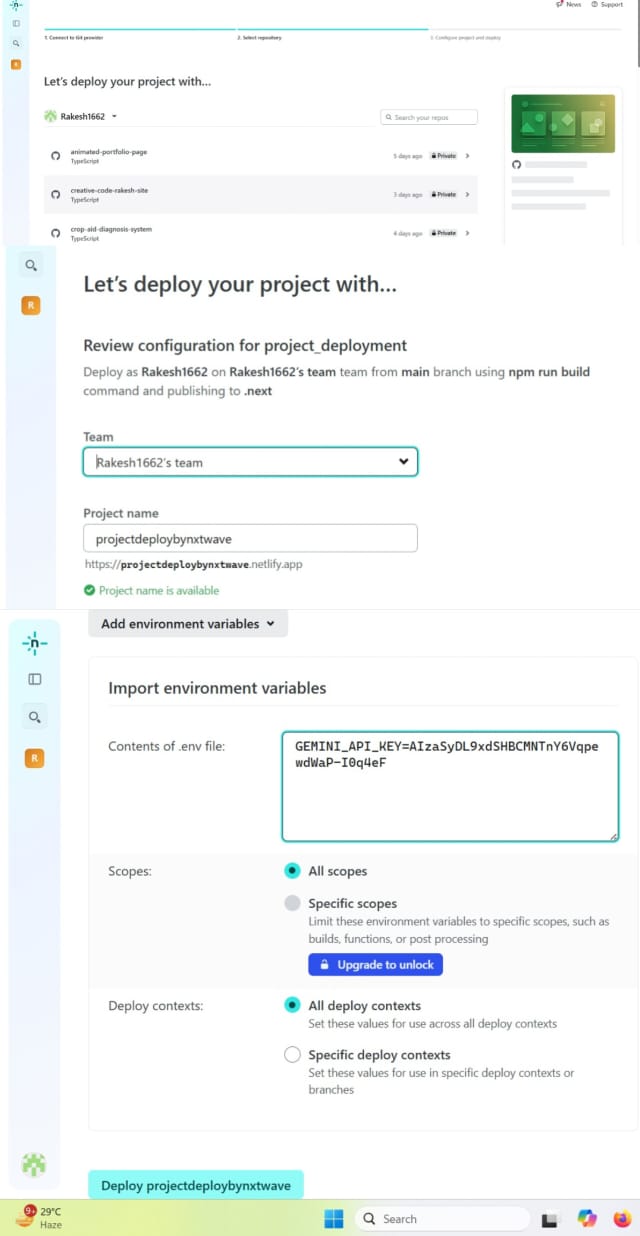 News
Support
1. Connect to Git provider
2. Select repository
3. Configure project and deploy
Let's deploy your project with...
Rakesh1662
Search your repos
animated-portfolio-page
TypeScript
5 days ago
Private
creative-code-rakesh-site
TypeScript
3 days ago
Private
crop-aid-diagnosis-system
TypeScript
4 days ago
Private
R
Let's deploy your project with...
Review configuration for project_deployment
Deploy as Rakesh1662 on Rakesh1662's team team from main branch using npm run build
command and publishing to .next
Team
Rakesh1662's team
Project name
projectdeploybynxtwave
https://projectdeploybynxtwave.netlify.app
Project name is available
Add environment variables
n
R
Import environment variables
Contents of .env file:
GEMINI_API_KEY=AIzaSyDL9xdSHBCMNTnY6Vqpe
wdWaP-I0q4eF
Scopes:
All scopes
Specific scopes
Limit these environment variables to specific scopes, such as
builds, functions, or post processing
Upgrade to unlock
Deploy contexts:
All deploy contexts
Set these values for use across all deploy contexts
Specific deploy contexts
Set these values for use in specific deploy contexts or
branches
Deploy projectdeploybynxtwave
9+
29°C
Haze
Search